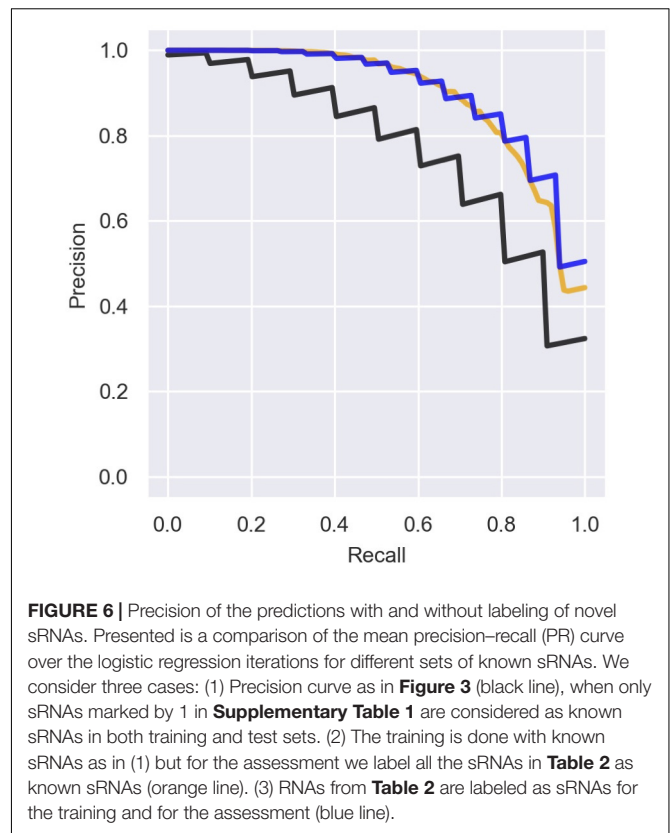 1.0
0.8
0.6
0.4
0.2
0.0
Precision
0.0 0.2 0.4 0.6 0.8 1.0
Recall
FIGURE 6 | Precision of the predictions with and without labeling of novel
sRNAs. Presented is a comparison of the mean precision–recall (PR) curve
over the logistic regression iterations for different sets of known sRNAs. We
consider three cases: (1) Precision curve as in Figure 3 (black line), when only
sRNAs marked by 1 in Supplementary Table 1 are considered as known
sRNAs in both training and test sets. (2) The training is done with known
sRNAs as in (1) but for the assessment we label all the sRNAs in Table 2 as
known sRNAs (orange line). (3) RNAs from Table 2 are labeled as sRNAs for
the training and for the assessment (blue line).